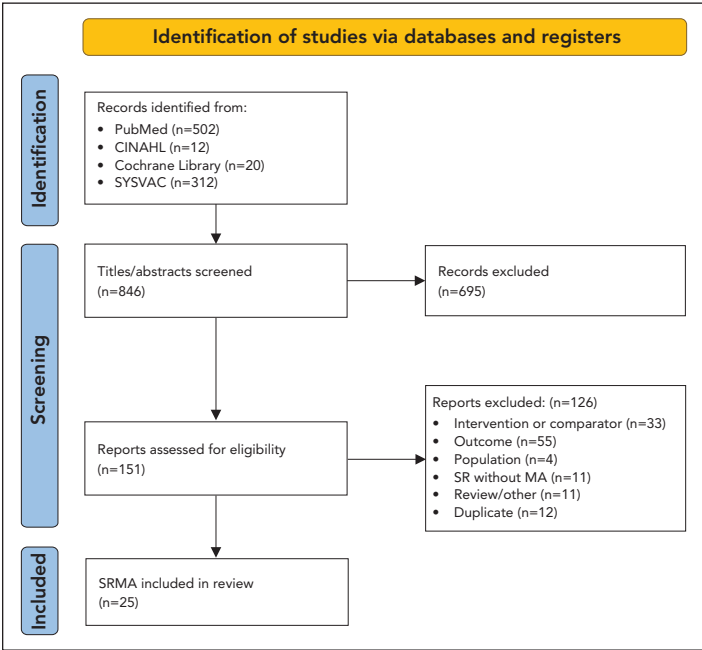 Identification of studies via databases and registers
Identification
Records identified from:
• PubMed (n=502)
• CINAHL (n=12)
• Cochrane Library (n=20)
• SYSVAC (n=312)
Screening
Titles/abstracts screened
(n=846)
Records excluded
(n=695)
Reports assessed for eligibility
(n=151)
Reports excluded: (n=126)
• Intervention or comparator (n=33)
• Outcome (n=55)
• Population (n=4)
• SR without MA (n=11)
• Review/other (n=11)
• Duplicate (n=12)
Included
SRMA included in review
(n=25)